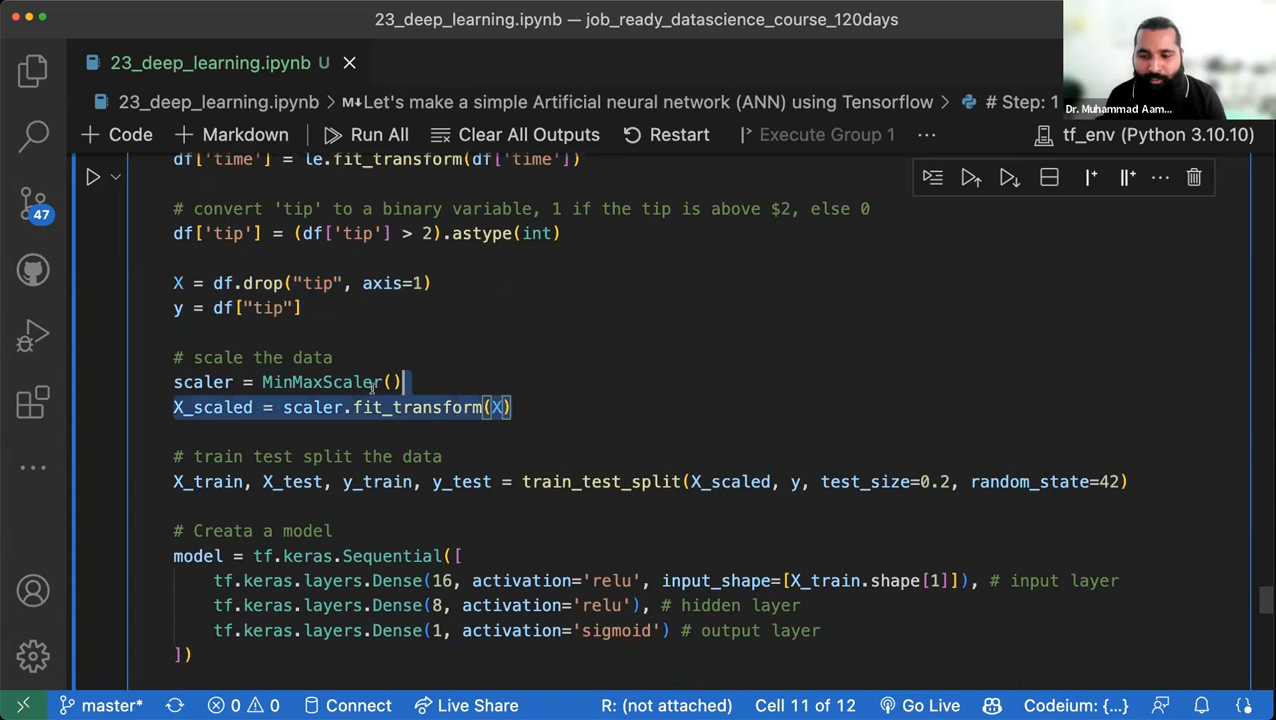 23_deep_learning.ipynb — job_ready_datascience_course_120days
23_deep_learning.ipynb U
23_deep_learning.ipynb > M↓Let's make a simple Artificial neural network (ANN) using Tensorflow > # Step: 1
+ Code + Markdown Run All Clear All Outputs Restart Execute Group 1 ... tf_env (Python 3.10.10)
Dr. Muhammad Aam...
df['time'] = le.fit_transform(df['time'])
# convert 'tip' to a binary variable, 1 if the tip is above $2, else 0
df['tip'] = (df['tip'] > 2).astype(int)
X = df.drop("tip", axis=1)
y = df["tip"]
# scale the data
scaler = MinMaxScaler()
X_scaled = scaler.fit_transform(X)
# train test split the data
X_train, X_test, y_train, y_test = train_test_split(X_scaled, y, test_size=0.2, random_state=42)
# Creata a model
model = tf.keras.Sequential([
tf.keras.layers.Dense(16, activation='relu', input_shape=[X_train.shape[1]]), # input layer
tf.keras.layers.Dense(8, activation='relu'), # hidden layer
tf.keras.layers.Dense(1, activation='sigmoid') # output layer
])
47
master* 0 0 Connect Live Share R: (not attached) Cell 11 of 12 Go Live Codeium: {...}